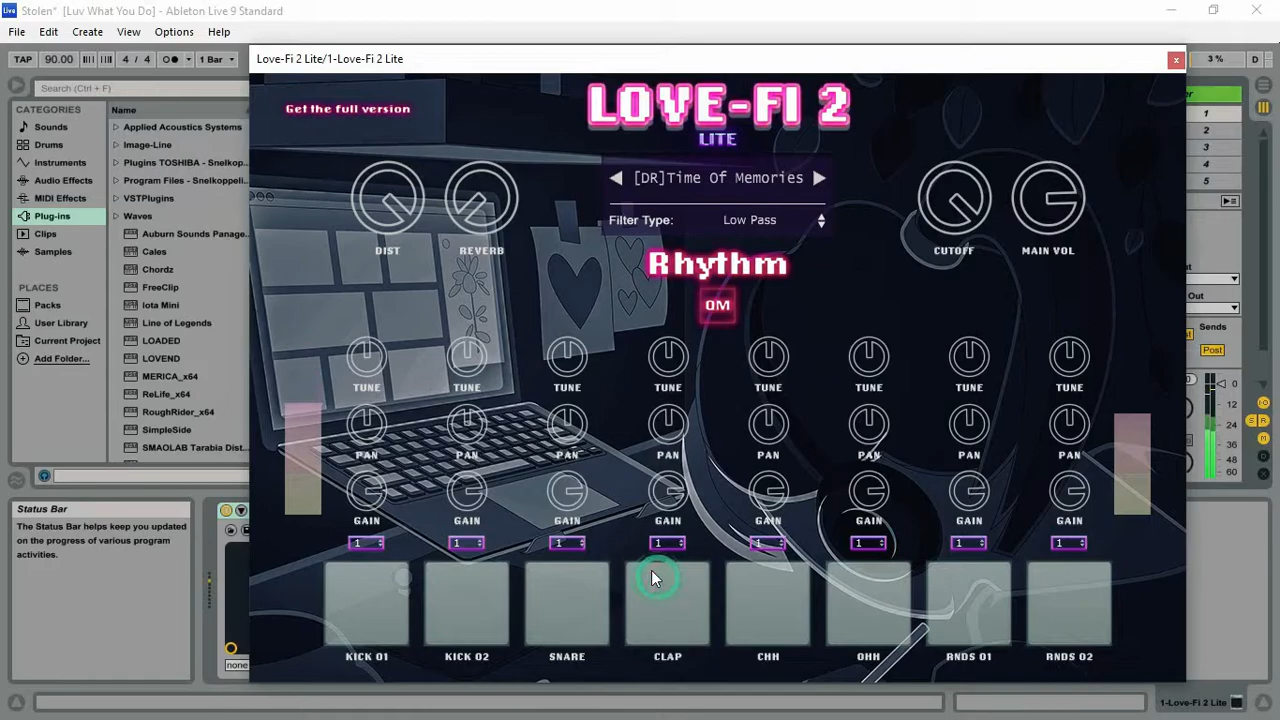 Live Stolen* [Luv What You Do] - Ableton Live 9 Standard
File Edit Create View Options Help
TAP 90.00 4 / 4 1 Bar
3 % D
Love-Fi 2 Lite/1-Love-Fi 2 Lite
x
Search (Ctrl + F)
CATEGORIES
Sounds
Drums
Instruments
Audio Effects
MIDI Effects
Plug-ins
Clips
Samples
PLACES
Packs
User Library
Current Project
Add Folder...
Name
Applied Acoustics Systems
Image-Line
Plugins TOSHIBA - Snelkoppeli
Program Files - Snelkoppelin
VSTPlugins
Waves
Auburn Sounds Panage
Cales
Chordz
FreeClip
Iota Mini
Line of Legends
LOADED
LOVEND
MERICA_x64
ReLife_x64
RoughRider_x64
SimpleSide
SMAOLAB Tarabia Dist...
Get the full version
LOVE-FI 2
LITE
[DR]Time Of Memories
Filter Type: Low Pass
DIST REVERB CUTOFF MAIN VOL
Rhythm
TUNE TUNE TUNE TUNE TUNE TUNE TUNE TUNE
PAN PAN PAN PAN PAN PAN PAN PAN
GAIN GAIN GAIN GAIN GAIN GAIN GAIN GAIN
1 1 1 1 1 1 1 1
KICK 01 KICK 02 SNARE CLAP CHH OHH RNDS 01 RNDS 02
1
2
3
4
5
Out
Sends
Post
Post
0
12
24
36
48
60
Status Bar
The Status Bar helps keep you updated
on the progress of various program
activities.
none
1-Love-Fi 2 Lite